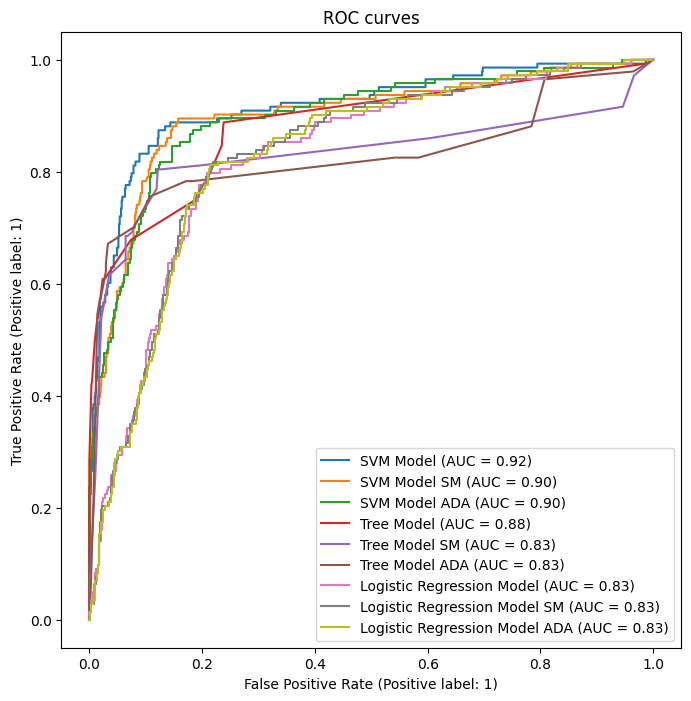 ROC curves
True Positive Rate (Positive label: 1)
1.0
0.8
0.6
0.4
0.2
0.0
SVM Model (AUC = 0.92)
SVM Model SM (AUC = 0.90)
SVM Model ADA (AUC = 0.90)
Tree Model (AUC = 0.88)
Tree Model SM (AUC = 0.83)
Tree Model ADA (AUC = 0.83)
Logistic Regression Model (AUC = 0.83)
Logistic Regression Model SM (AUC = 0.83)
Logistic Regression Model ADA (AUC = 0.83)
0.0 0.2 0.4 0.6 0.8 1.0
False Positive Rate (Positive label: 1)